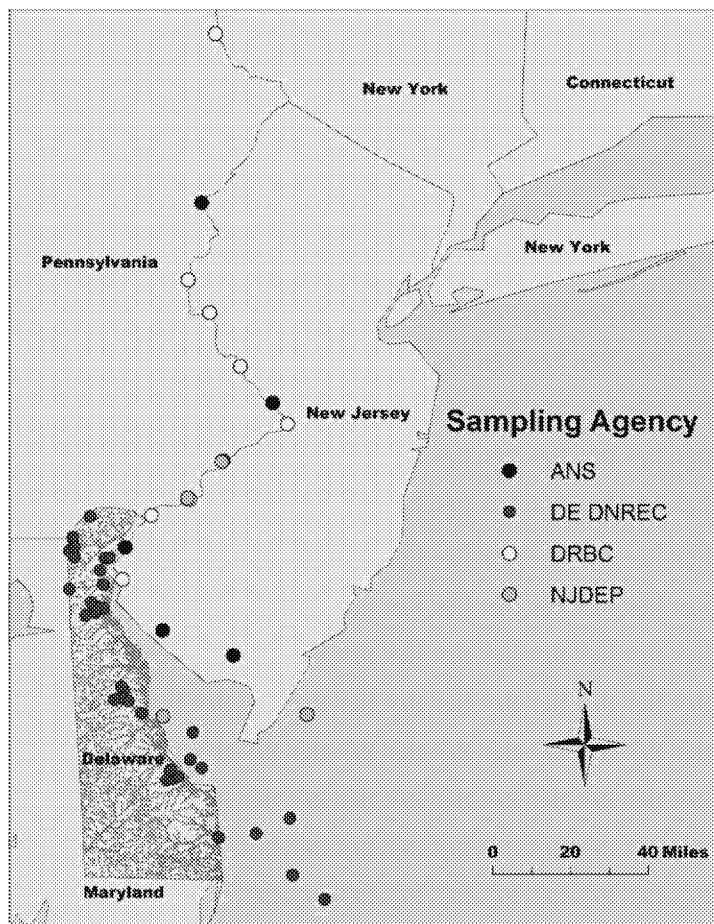 New York
Connecticut
Pennsylvania
New York
New Jersey
Sampling Agency
ANS
DE DNREC
DRBC
NJDEP
N
Delaware
0 20 40 Miles
Maryland